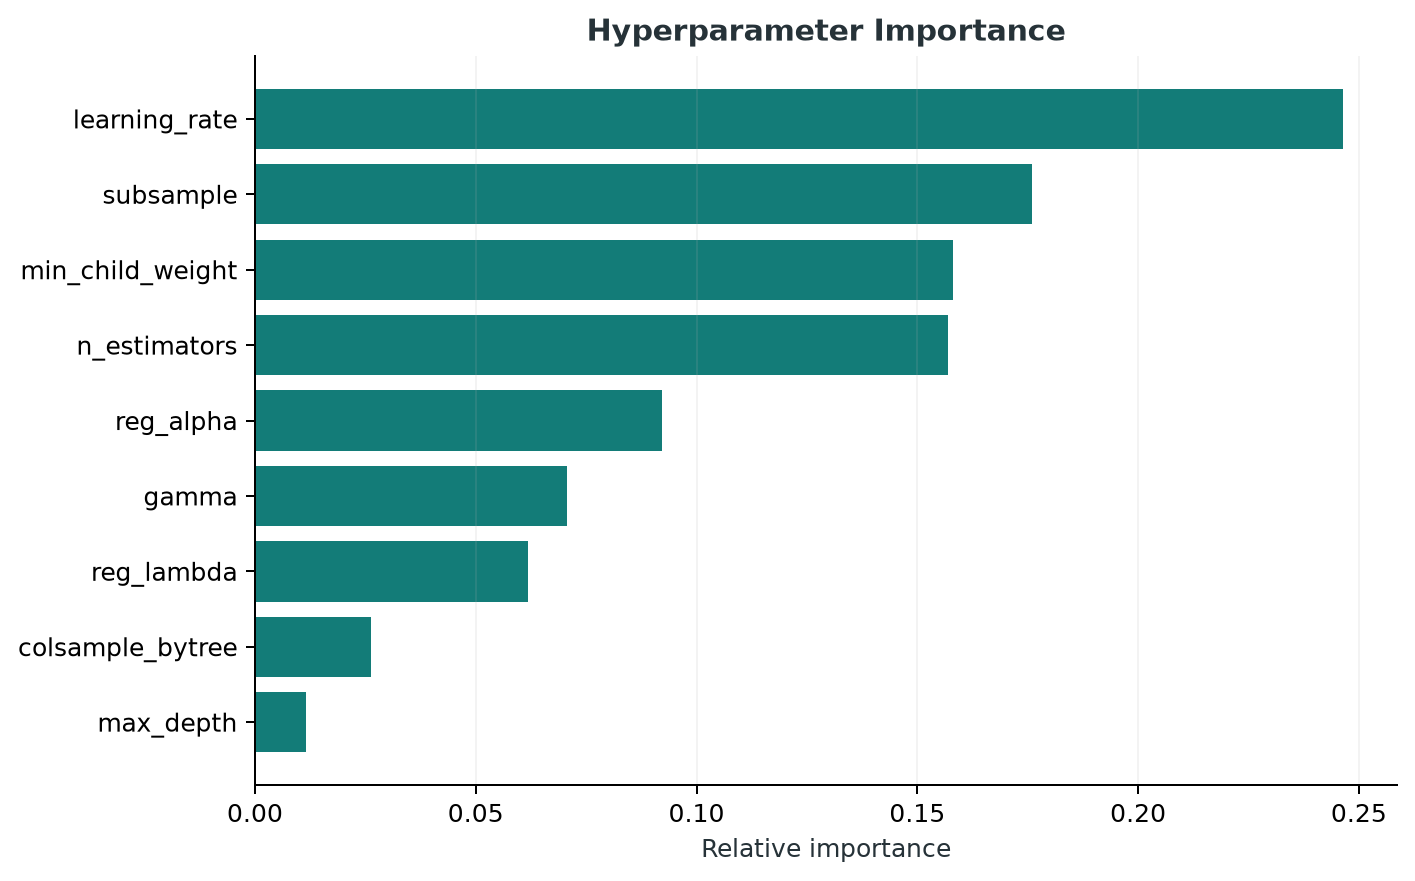 Hyperparameter Importance
learning_rate
subsample
min_child_weight
n_estimators
reg_alpha
gamma
reg_lambda
colsample_bytree
max_depth
0.00 0.05 0.10 0.15 0.20 0.25
Relative importance